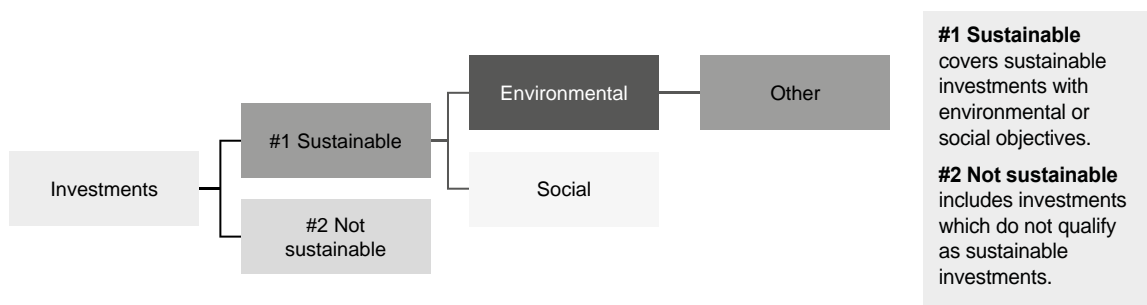 Investments
#1 Sustainable
#2 Not
sustainable
Environmental
Social
Other
#1 Sustainable
covers sustainable
investments with
environmental or
social objectives.
#2 Not sustainable
includes investments
which do not qualify
as sustainable
investments.